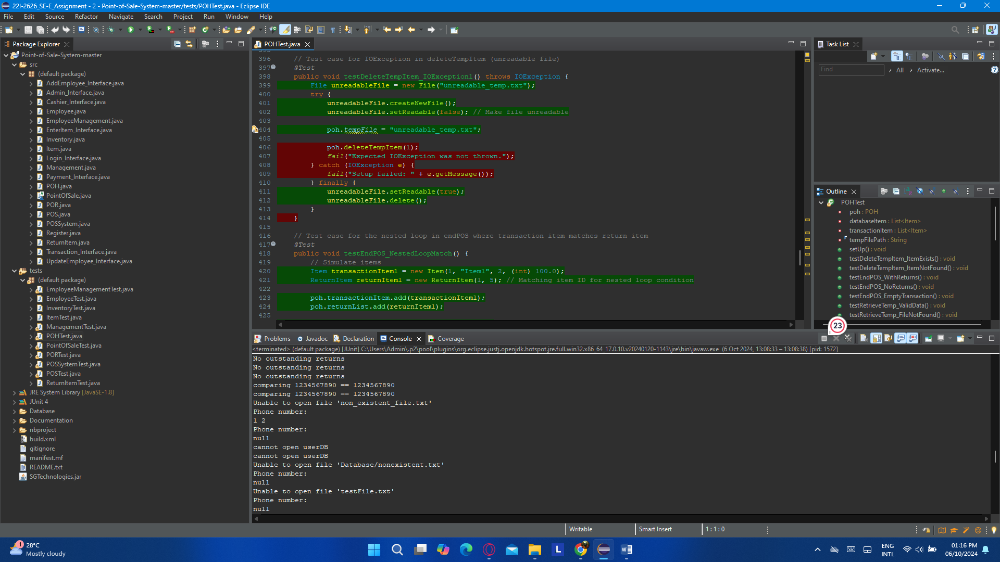 22I-2626_SE-E_Assignment - 2 - Point-of-Sale-System-master/tests/POHTest.java - Eclipse IDE
File Edit Source Refactor Navigate Search Project Run Window Help
Package Explorer
Point-of-Sale-System-master
src
(default package)
AddEmployee_Interface.java
Admin_Interface.java
Cashier_Interface.java
Employee.java
EmployeeManagement.java
EnterItem_Interface.java
Inventory.java
Item.java
Login_Interface.java
Management.java
Payment_Interface.java
POH.java
PointOfSale.java
POR.java
POS.java
POSSystem.java
Register.java
ReturnItem.java
Transaction_Interface.java
UpdateEmployee_Interface.java
tests
(default package)
EmployeeManagementTest.java
EmployeeTest.java
InventoryTest.java
ItemTest.java
ManagementTest.java
POHTest.java
PointOfSaleTest.java
PORTest.java
POSSystemTest.java
POSTest.java
ReturnItemTest.java
JRE System Library [JavaSE-1.8]
JUnit 4
Database
Documentation
nbproject
build.xml
gitignore
manifest.mf
README.txt
SGTechnologies.jar
POHTest.java
395
396 // Test case for IOException in deleteTempItem (unreadable file)
397 @Test
398 public void testDeleteTempItem_IOException1() throws IOException {
399 File unreadableFile = new File("unreadable_temp.txt");
400 try {
401 unreadableFile.createNewFile();
402 unreadableFile.setReadable(false); // Make file unreadable
403
404 poh.tempFile = "unreadable_temp.txt";
405
406 poh.deleteTempItem(1);
407 fail("Expected IOException was not thrown.");
408 } catch (IOException e) {
409 fail("Setup failed: " + e.getMessage());
410 } finally {
411 unreadableFile.setReadable(true);
412 unreadableFile.delete();
413 }
414 }
415
416 // Test case for the nested loop in endPOS where transaction item matches return item
417 @Test
418 public void testEndPOS_NestedLoopMatch() {
419 // Simulate items
420 Item transactionItem1 = new Item(1, "Item1", 2, (int) 100.0);
421 ReturnItem returnItem1 = new ReturnItem(1, 5); // Matching item ID for nested loop condition
422
423 poh.transactionItem.add(transactionItem1);
424 poh.returnList.add(returnItem1);
425
Task List
Find All Activate...
Outline
POHTest
poh : POH
databaseItem : List<Item>
transactionItem : List<Item>
tempFilePath : String
setUp() : void
testDeleteTempItem_ItemExists() : void
testDeleteTempItem_ItemNotFound() : void
testEndPOS_WithReturns() : void
testEndPOS_NoReturns() : void
testEndPOS_EmptyTransaction() : void
testRetrieveTemp_ValidData() : void
testRetrieveTemp_FileNotFound() : void
23
Problems Javadoc Declaration Console Coverage
<terminated> (default package) [JUnit] C:\Users\Admin\.p2\pool\plugins\org.eclipse.justj.openjdk.hotspot.jre.full.win32.x86_64_17.0.10.v20240120-1143\jre\bin\javaw.exe (6 Oct 2024, 13:08:33 – 13:08:38) [pid: 1572]
No outstanding returns
No outstanding returns
No outstanding returns
comparing 1234567890 == 1234567890
comparing 1234567890 == 1234567890
Unable to open file 'non_existent_file.txt'
Phone number:
1 2
Phone number:
null
cannot open userDB
cannot open userDB
Unable to open file 'Database/nonexistent.txt'
Phone number:
null
Unable to open file 'testFile.txt'
Phone number:
null
Writable Smart Insert 1 : 1 : 0
1
28°C
Mostly cloudy
L
ENG
INTL
01:16 PM
06/10/2024